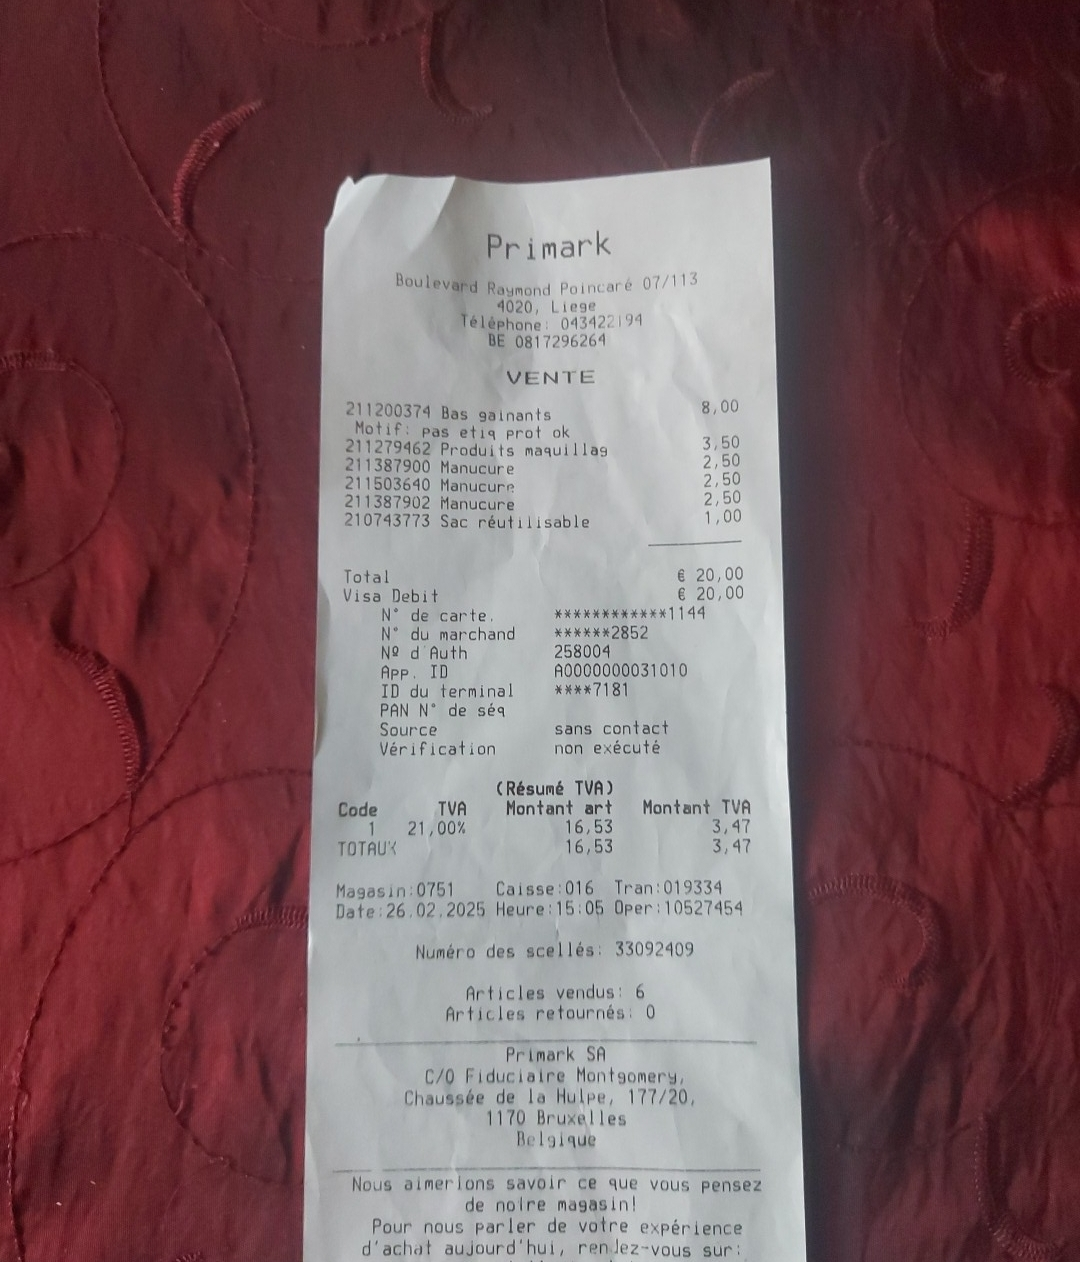 Primark
Boulevard Raymond Poincaré 07/113
4020, Liege
Téléphone: 043422194
BE 0817296264
VENTE
211200374 Bas gainants 8,00
Motif: pas etiq prot ok
211279462 Produits maquillag 3,50
211387900 Manucure 2,50
211503640 Manucure 2,50
211387902 Manucure 2,50
210743773 Sac réutilisable 1,00
Total € 20,00
Visa Debit € 20,00
N° de carte. ************1144
N° du marchand ******2852
Nº d'Auth 258004
App. ID A0000000031010
ID du terminal ****7181
PAN N° de séq
Source sans contact
Vérification non exécuté
(Résumé TVA)
Code TVA Montant art Montant TVA
1 21,00% 16,53 3,47
TOTAUX 16,53 3,47
Magasin:0751 Caisse:016 Tran:019334
Date:26.02.2025 Heure:15:05 Oper:10527454
Numéro des scellés: 33092409
Articles vendus: 6
Articles retournés: 0
Primark SA
C/O Fiduciaire Montgomery,
Chaussée de la Hulpe, 177/20,
1170 Bruxelles
Belgique
Nous aimerions savoir ce que vous pensez
de notre magasin!
Pour nous parler de votre expérience
d'achat aujourd'hui, rendez-vous sur: